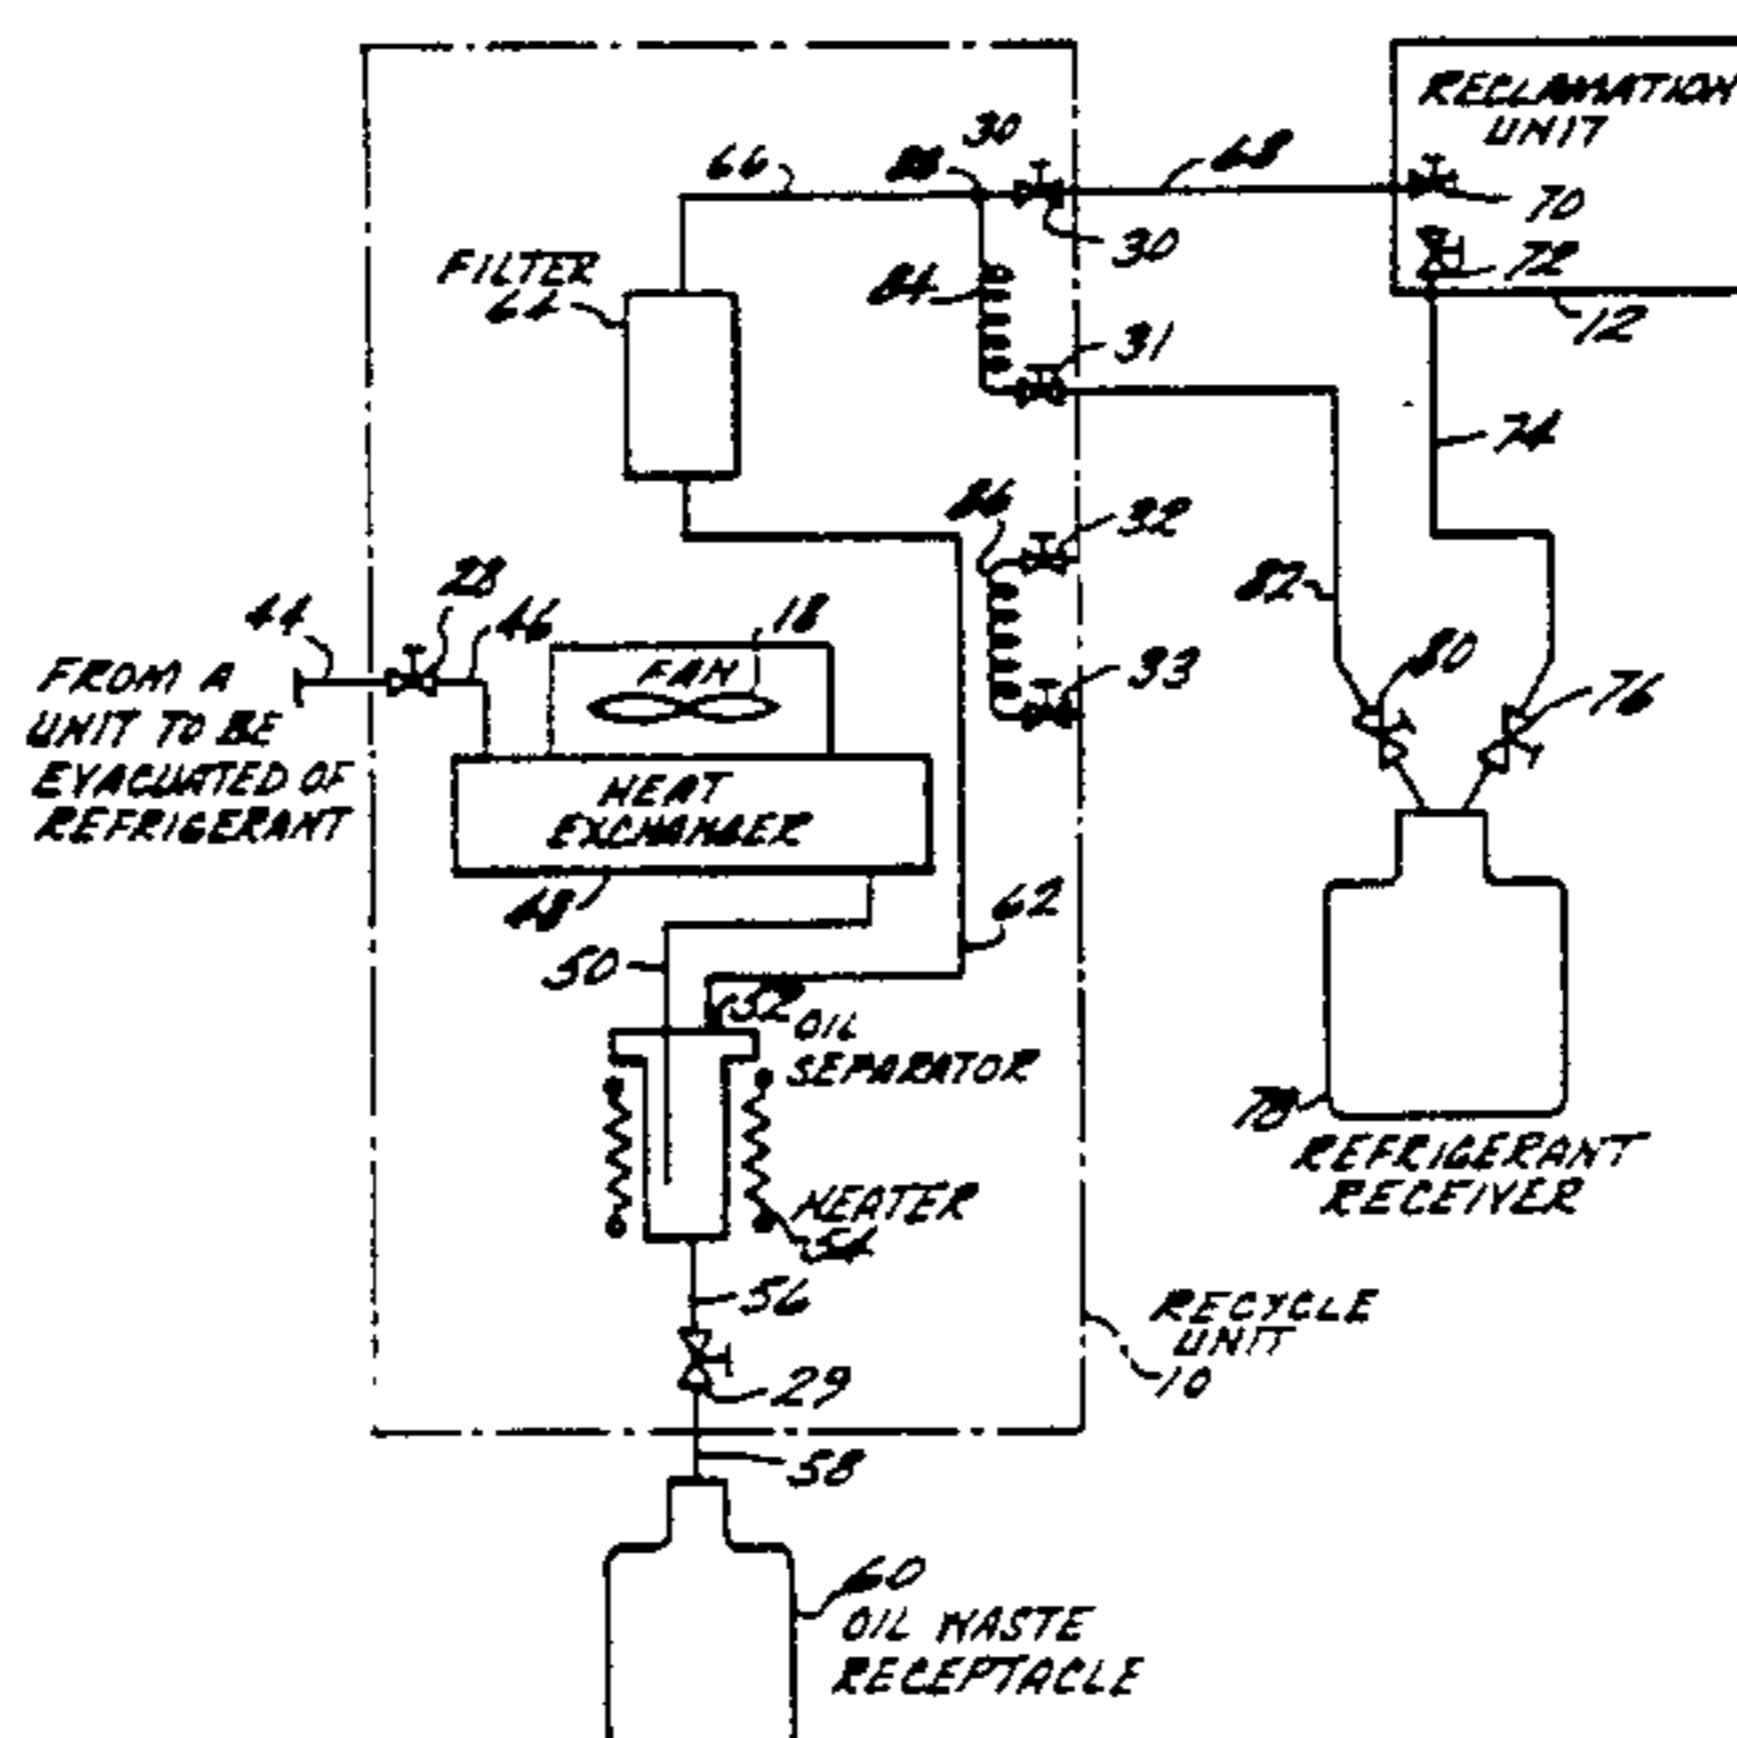 RECLAMATION
UNIT
30
66
68
70
30
72
FILTER
84
31
12
74
86
32
28
82
44
46
18
80
FAN
33
76
FROM A
UNIT TO BE
EVACUATED OF
REFRIGERANT
HEAT
EXCHANGER
48
62
50
52
OIL
SEPARATOR
78
REFRIGERANT
RECEIVER
HEATER
54
56
RECYCLE
UNIT
10
29
58
60
OIL WASTE
RECEPTACLE